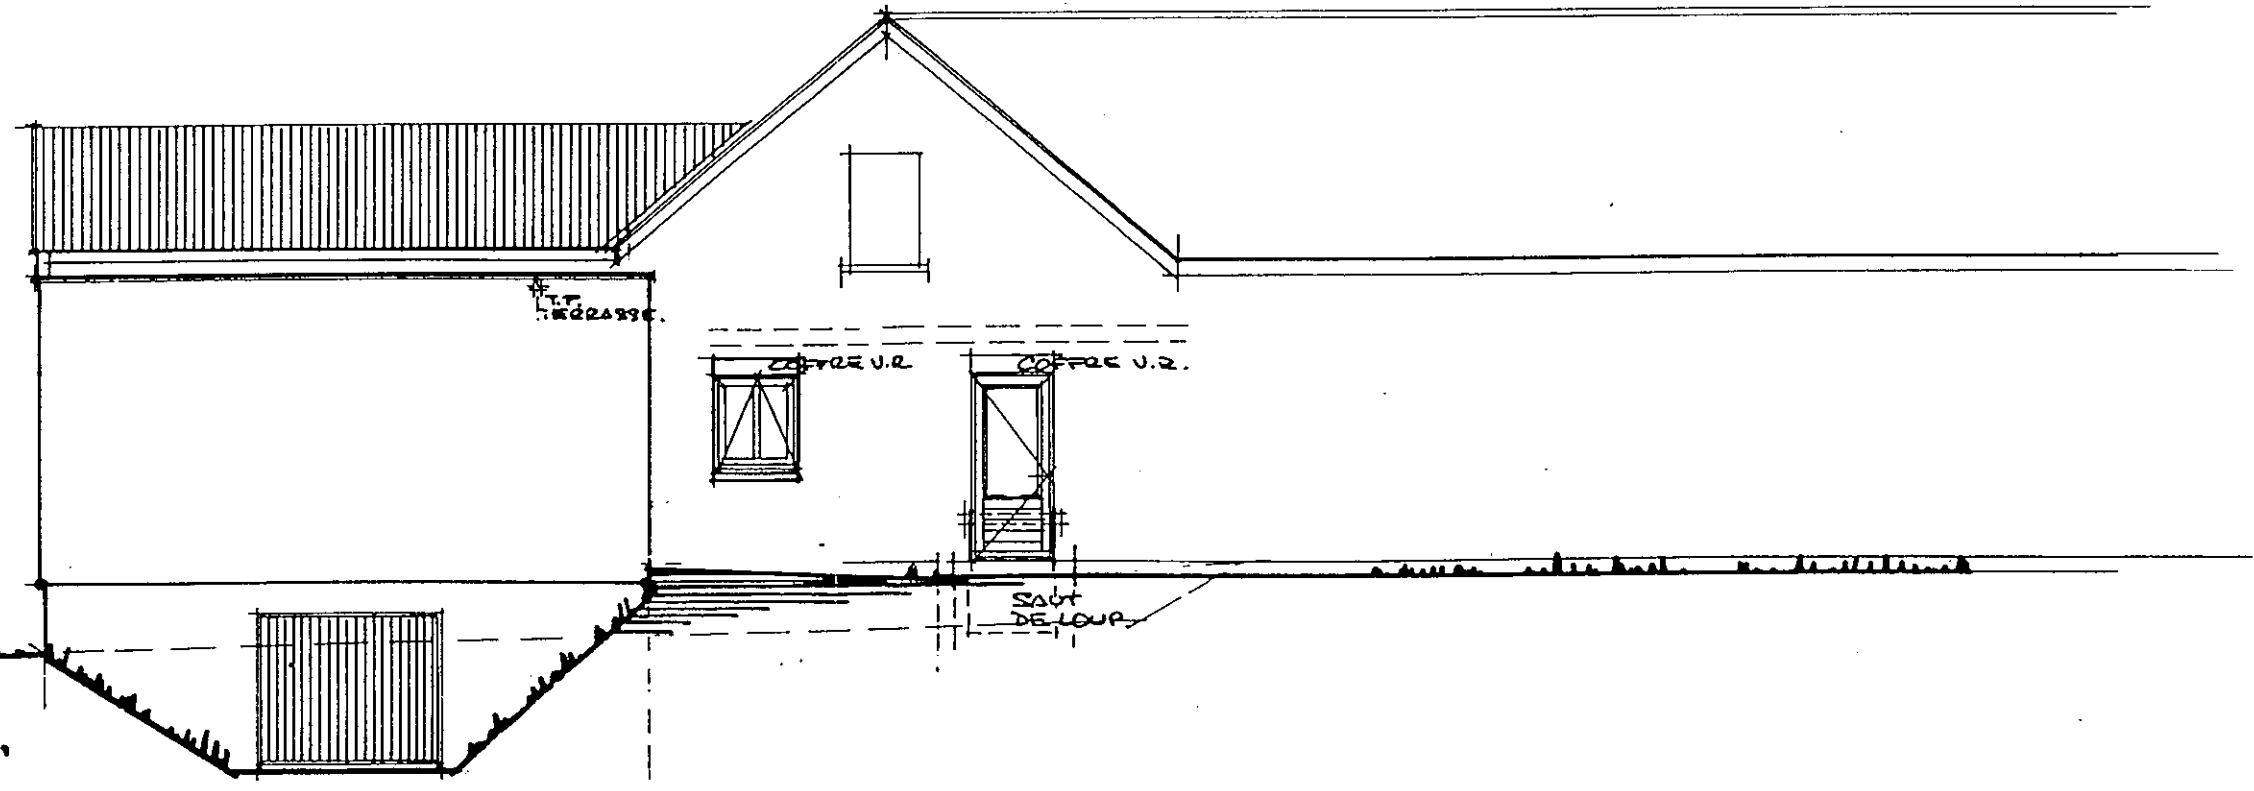 T.P.
TERRASSE.
COFFRE V.R
COFFRE V.R.
SAUT
DE LOUP